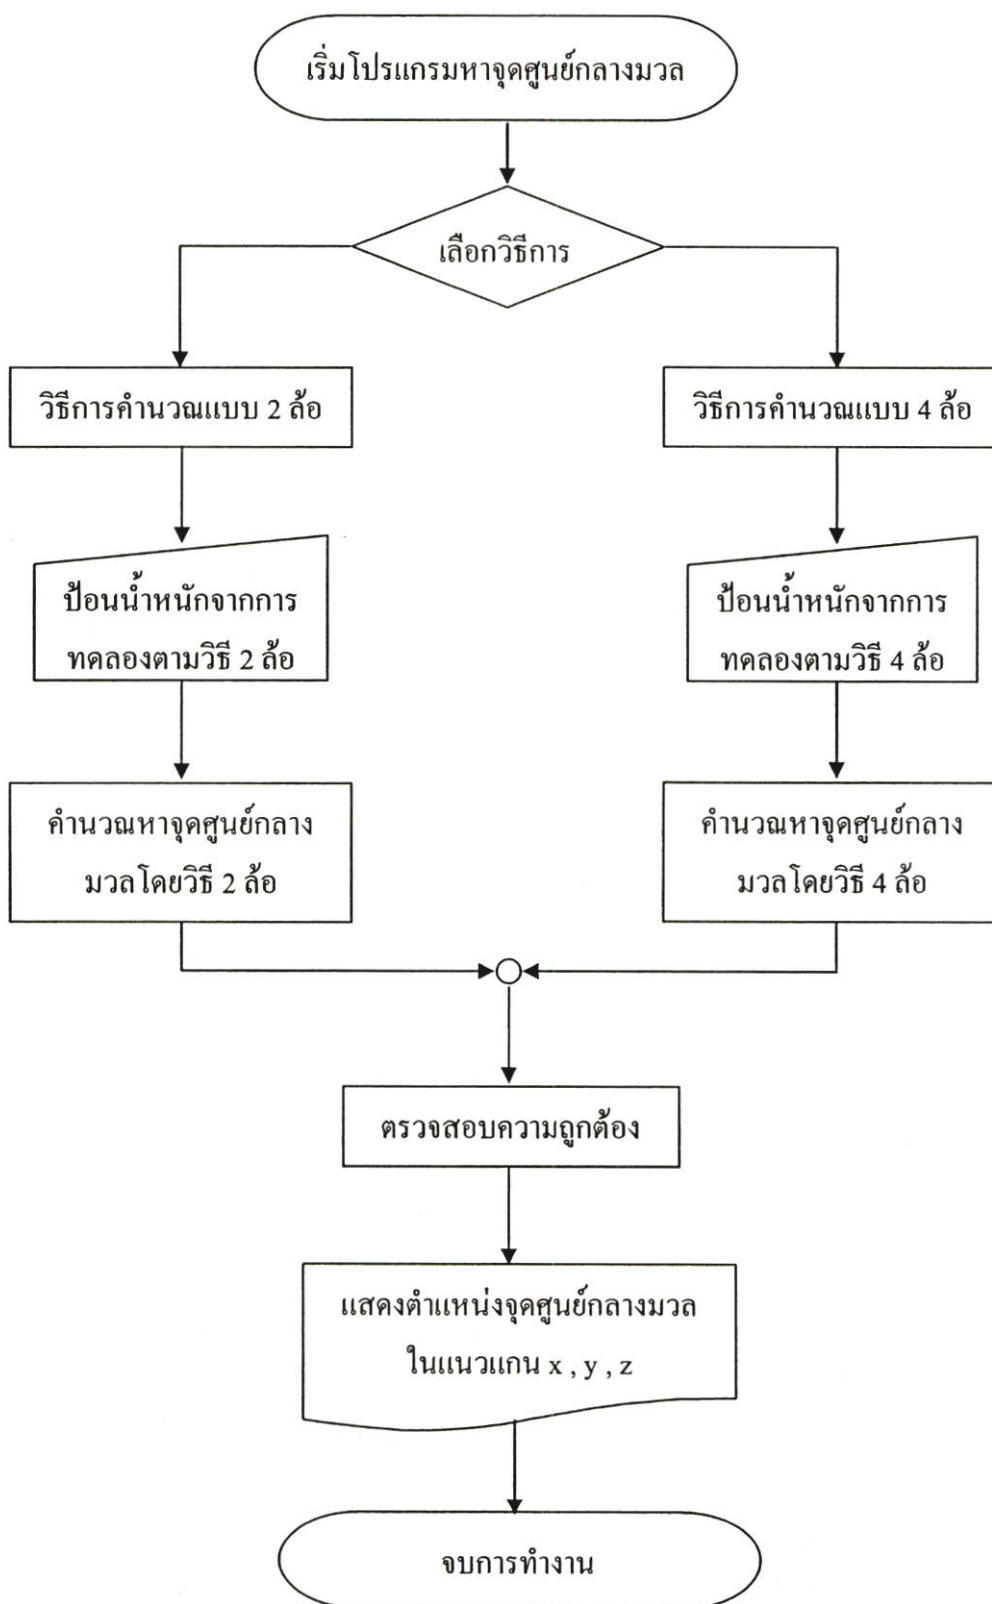 เริ่มโปรแกรมหาจุดศูนย์กลางมวล
เลือกวิธีการ
วิธีการคำนวณแบบ 2 ล้อ
วิธีการคำนวณแบบ 4 ล้อ
ป้อนน้ำหนักจากการ
ทดลองตามวิธี 2 ล้อ
ป้อนน้ำหนักจากการ
ทดลองตามวิธี 4 ล้อ
คำนวณหาจุดศูนย์กลาง
มวลโดยวิธี 2 ล้อ
คำนวณหาจุดศูนย์กลาง
มวลโดยวิธี 4 ล้อ
ตรวจสอบความถูกต้อง
แสดงตำแหน่งจุดศูนย์กลางมวล
ในแนวแกน x , y , z
จบการทำงาน